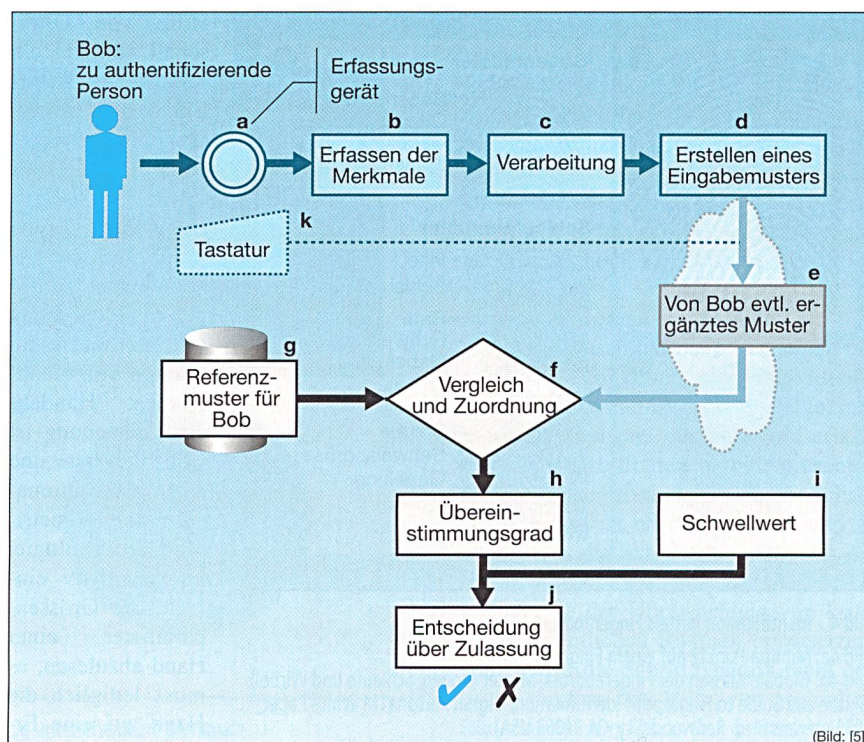 Bob:
zu authentifizierende
Person
Erfassungs-
gerät
a
b
c
d
Erfassen der
Merkmale
Verarbeitung
Erstellen eines
Eingabemusters
k
Tastatur
e
Von Bob evtl. er-
gänztes Muster
g
Referenz-
muster für
Bob
f
Vergleich
und Zuordnung
h
Überein-
stimmungsgrad
i
Schwellwert
j
Entscheidung
über Zulassung
(Bild: [5])